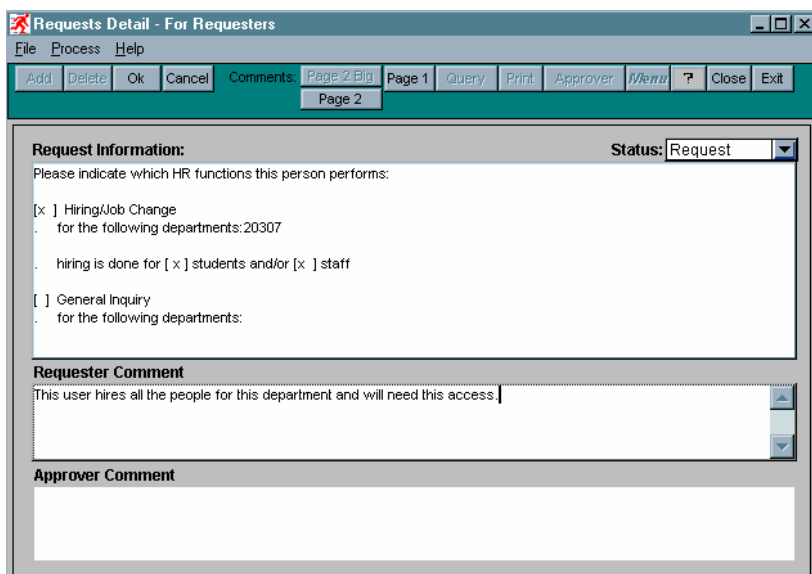 Requests Detail - For Requesters
File Process Help
Add Delete Ok Cancel Comments: Page 2 Big Page 1 Query Print Approver Menu ? Close Exit
Page 2
Request Information: Status: Request
Please indicate which HR functions this person performs:
[x ] Hiring/Job Change
. for the following departments:20307
. hiring is done for [ x ] students and/or [x ] staff
[ ] General Inquiry
. for the following departments:
Requester Comment
This user hires all the people for this department and will need this access.
Approver Comment